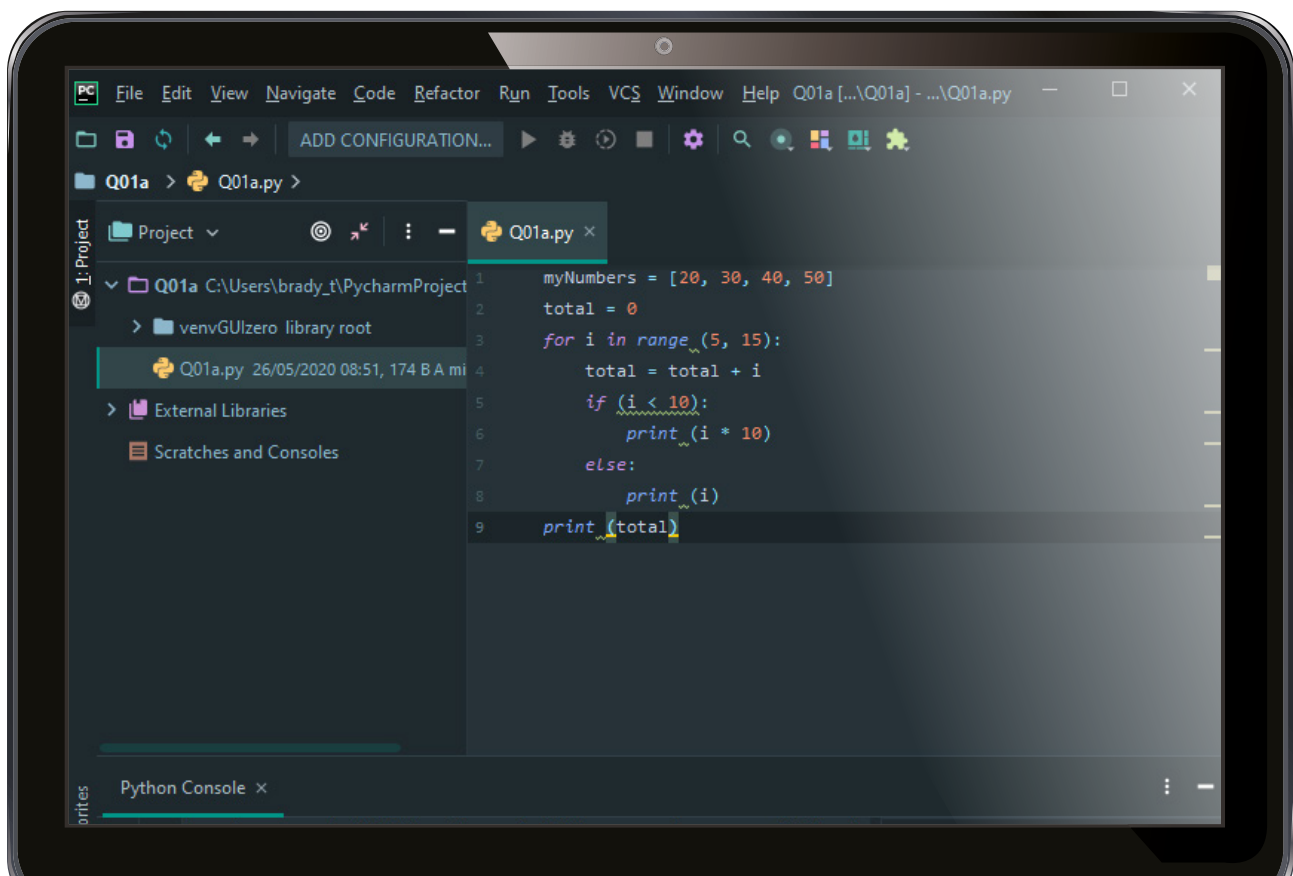 PC File Edit View Navigate Code Refactor Run Tools VCS Window Help Q01a [...\Q01a] - ...\Q01a.py
ADD CONFIGURATION...
Q01a > Q01a.py >
1: Project
Project
Q01a.py ×
Q01a C:\Users\brady_t\PycharmProject
venvGUIzero library root
Q01a.py 26/05/2020 08:51, 174 B A mi
External Libraries
Scratches and Consoles
1 myNumbers = [20, 30, 40, 50]
2 total = 0
3 for i in range (5, 15):
4     total = total + i
5     if (i < 10):
6         print (i * 10)
7     else:
8         print (i)
9 print (total)
orites
Python Console ×